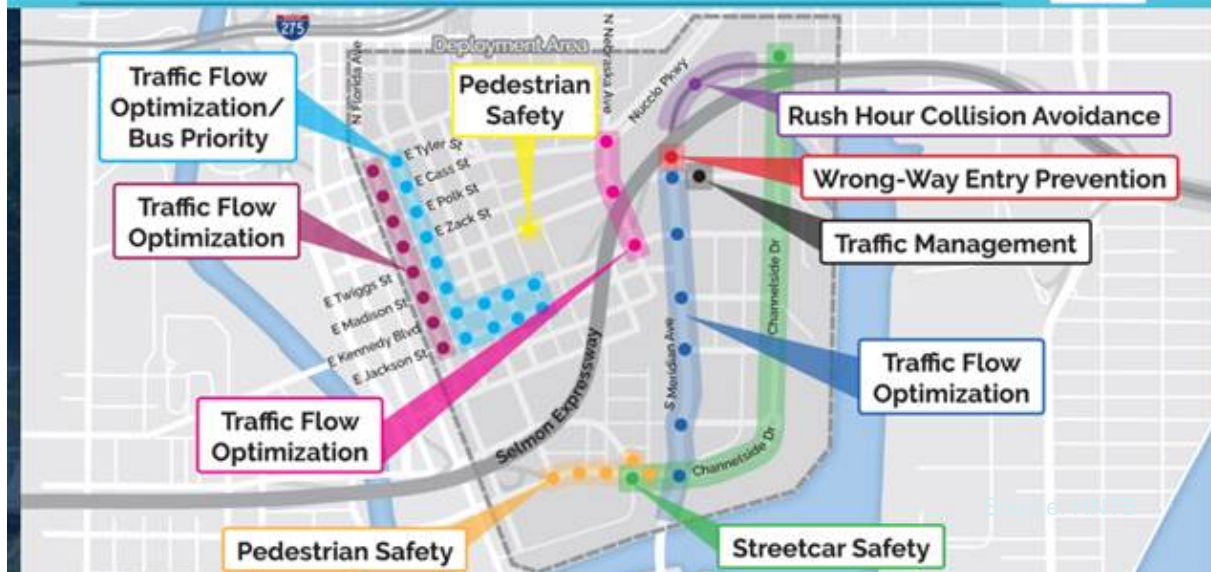 275
Deployment Area
N Florida Ave
N Nebraska Ave
Nuccio Pkwy
Traffic Flow
Optimization/
Bus Priority
Pedestrian
Safety
Rush Hour Collision Avoidance
E Tyler St
E Cass St
E Polk St
E Zack St
Wrong-Way Entry Prevention
Traffic Flow
Optimization
Traffic Management
E Twiggs St
E Madison St
E Kennedy Blvd
E Jackson St
Channelside Dr
Selmon Expressway
S Meridian Ave
Traffic Flow
Optimization
Traffic Flow
Optimization
Channelside Dr
Pedestrian Safety
Streetcar Safety